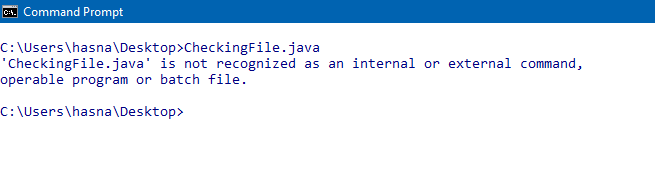 C:\. Command Prompt
C:\Users\hasna\Desktop>CheckingFile.java
'CheckingFile.java' is not recognized as an internal or external command,
operable program or batch file.
C:\Users\hasna\Desktop>